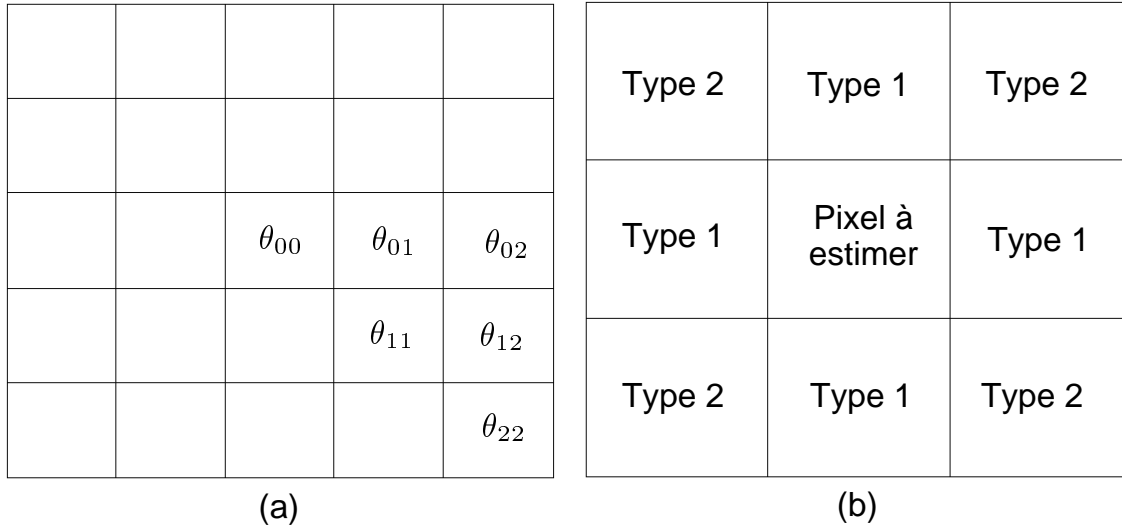 θ₀₀ θ₀₁ θ₀₂
θ₁₁ θ₁₂
θ₂₂
(a)
Type 2 Type 1 Type 2
Type 1 Pixel à estimer Type 1
Type 2 Type 1 Type 2
(b)